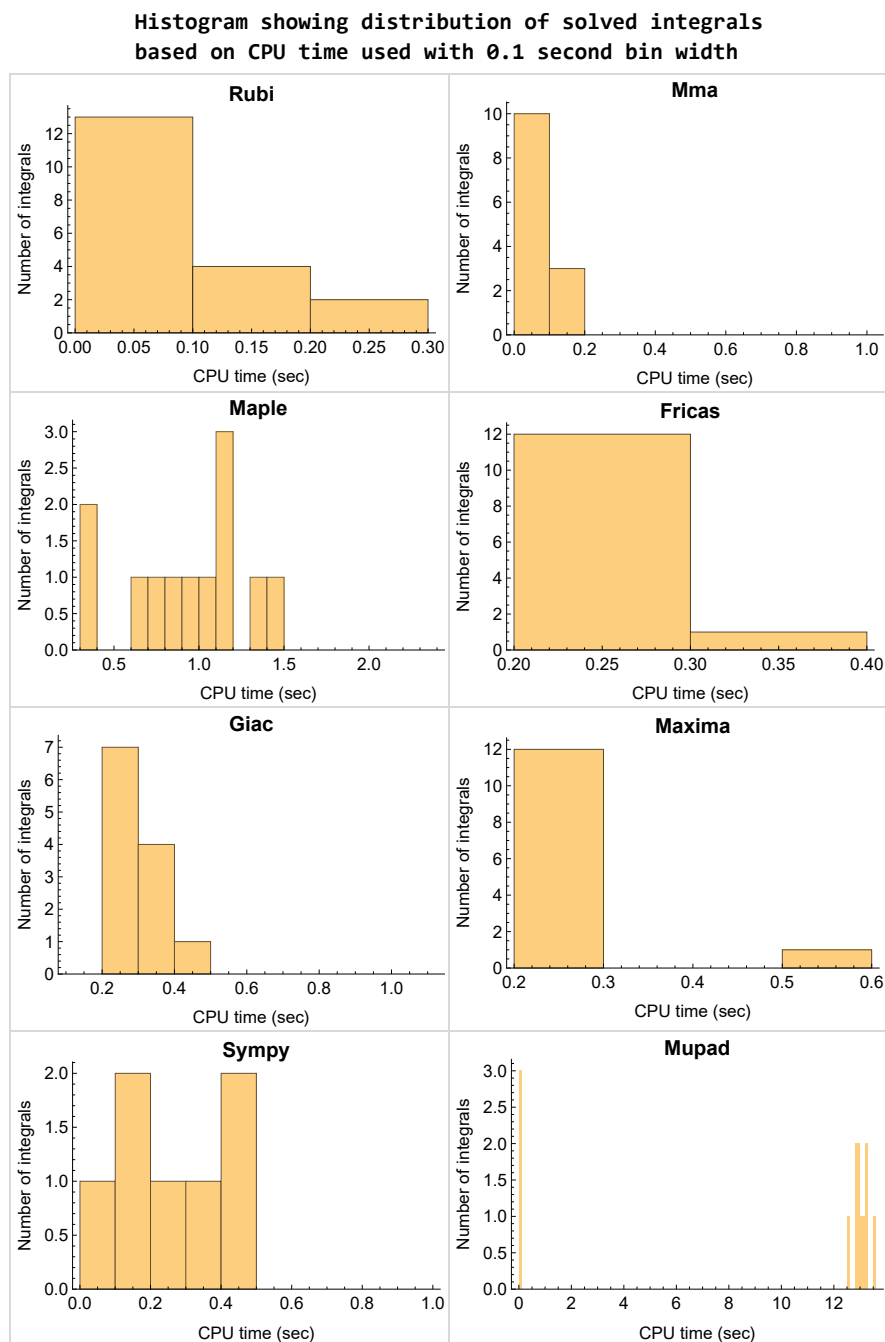 Histogram showing distribution of solved integrals
based on CPU time used with 0.1 second bin width
Rubi
Number of integrals
12
10
8
6
4
2
0
0.00 0.05 0.10 0.15 0.20 0.25 0.30
CPU time (sec)
Mma
Number of integrals
10
8
6
4
2
0
0.0 0.2 0.4 0.6 0.8 1.0
CPU time (sec)
Maple
Number of integrals
3.0
2.5
2.0
1.5
1.0
0.5
0.0
0.5 1.0 1.5 2.0
CPU time (sec)
Fricas
Number of integrals
12
10
8
6
4
2
0
0.20 0.25 0.30 0.35 0.40
CPU time (sec)
Giac
Number of integrals
7
6
5
4
3
2
1
0
0.2 0.4 0.6 0.8 1.0
CPU time (sec)
Maxima
Number of integrals
12
10
8
6
4
2
0
0.2 0.3 0.4 0.5 0.6
CPU time (sec)
Sympy
Number of integrals
2.0
1.5
1.0
0.5
0.0
0.0 0.2 0.4 0.6 0.8 1.0
CPU time (sec)
Mupad
Number of integrals
3.0
2.5
2.0
1.5
1.0
0.5
0.0
0 2 4 6 8 10 12
CPU time (sec)